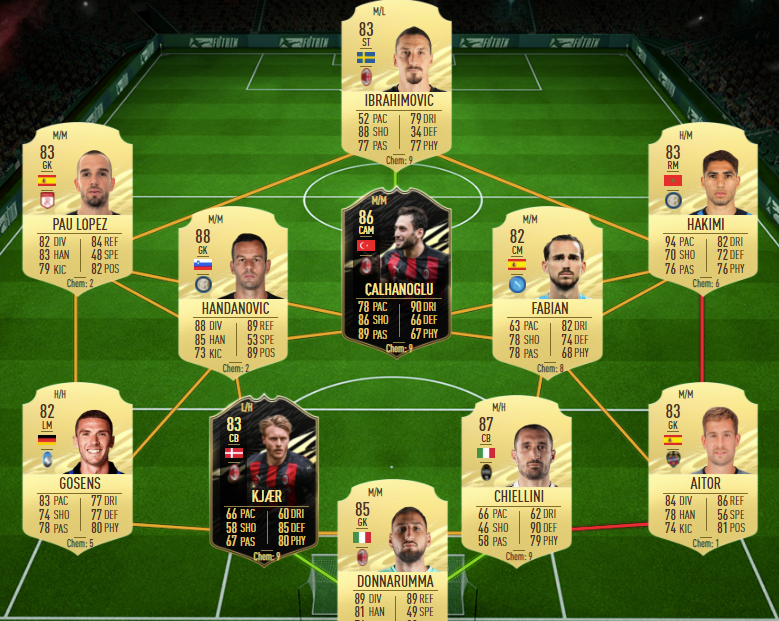 M/L
83
ST
IBRAHIMOVIC
52 PAC 79 DRI
88 SHO 34 DEF
77 PAS 77 PHY
Chem: 9
M/M
83
GK
PAU LOPEZ
82 DIV 84 REF
83 HAN 48 SPE
79 KIC 82 POS
Chem: 2
M/M
88
GK
HANDANOVIC
88 DIV 89 REF
85 HAN 53 SPE
73 KIC 89 POS
Chem: 2
M/M
86
CAM
CALHANOGLU
78 PAC 90 DRI
86 SHO 66 DEF
89 PAS 67 PHY
Chem: 9
M/M
82
CM
FABIAN
63 PAC 82 DRI
78 SHO 74 DEF
78 PAS 68 PHY
Chem: 8
H/M
83
RM
HAKIMI
94 PAC 82 DRI
70 SHO 72 DEF
76 PAS 76 PHY
Chem: 6
H/H
82
LM
GOSENS
83 PAC 77 DRI
74 SHO 77 DEF
78 PAS 80 PHY
Chem: 5
L/H
83
CB
KJÆR
66 PAC 60 DRI
58 SHO 85 DEF
67 PAS 80 PHY
Chem: 9
M/M
85
GK
DONNARUMMA
89 DIV 89 REF
81 HAN 49 SPE
M/H
87
CB
CHIELLINI
66 PAC 62 DRI
46 SHO 90 DEF
58 PAS 79 PHY
Chem: 9
M/M
83
GK
AITOR
84 DIV 86 REF
78 HAN 56 SPE
74 KIC 81 POS
Chem: 1